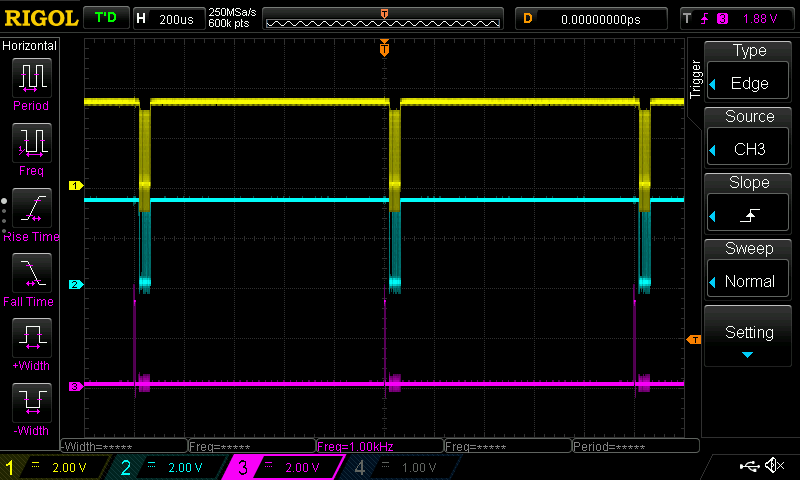 RIGOL T'D H 200us 250MSa/s 600k pts T D 0.00000000ps T 3 1.88 V
Horizontal
Period
Freq
Rise Time
Fall Time
+Width
-Width
T
1
2
3
T
Trigger
Type
Edge
Source
CH3
Slope
Sweep
Normal
Setting
-Width=***** Freq=***** Freq=1.00kHz Freq=***** Period=*****
1 2.00 V 2 2.00 V 3 2.00 V 4 1.00 V